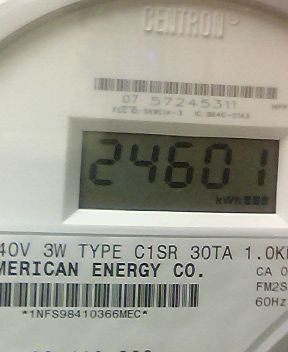 CENTRON
07 57245311
24601
kWh
40V 3W TYPE C1SR 30TA 1.0K
MERICAN ENERGY CO.
CA 0
FM2S
60Hz
*1NFS98410366MEC*